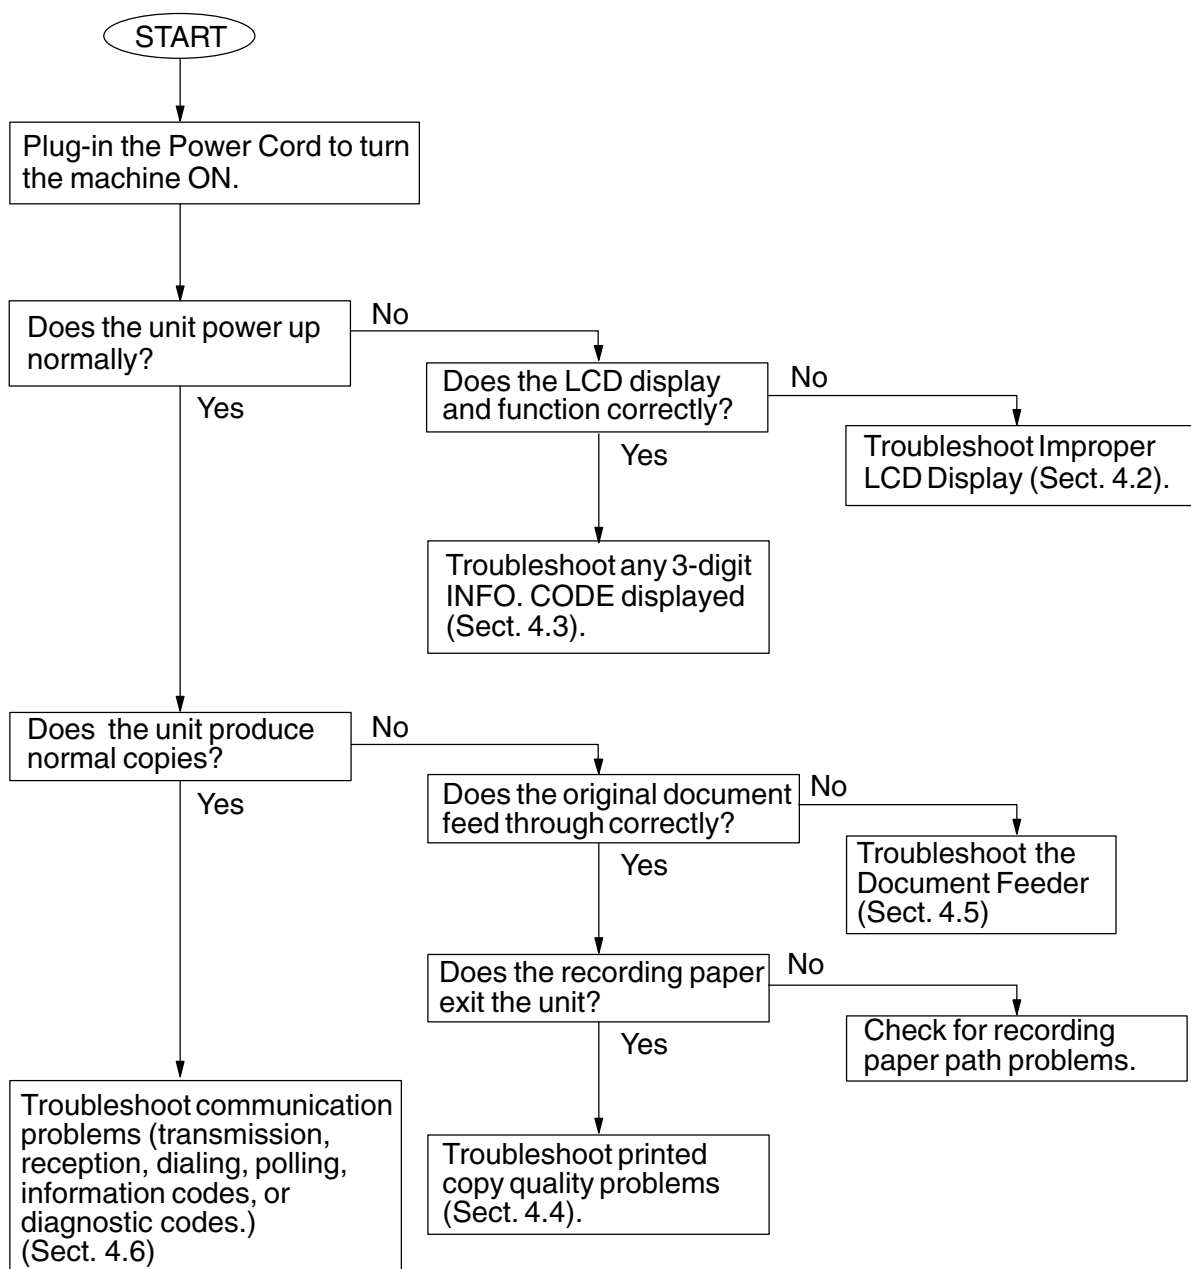 START
Plug-in the Power Cord to turn
the machine ON.
Does the unit power up
normally?
No
Yes
Does the LCD display
and function correctly?
No
Yes
Troubleshoot Improper
LCD Display (Sect. 4.2).
Troubleshoot any 3-digit
INFO. CODE displayed
(Sect. 4.3).
Does the unit produce
normal copies?
No
Yes
Does the original document
feed through correctly?
No
Yes
Troubleshoot the
Document Feeder
(Sect. 4.5)
Does the recording paper
exit the unit?
No
Yes
Check for recording
paper path problems.
Troubleshoot communication
problems (transmission,
reception, dialing, polling,
information codes, or
diagnostic codes.)
(Sect. 4.6)
Troubleshoot printed
copy quality problems
(Sect. 4.4).